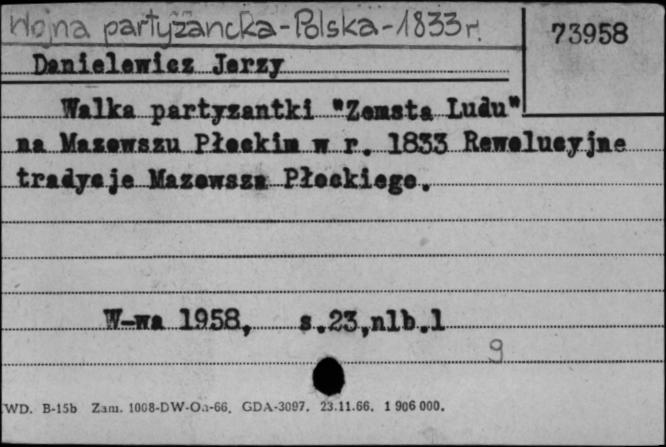 Wojna partyzancka-Polska-1833r.
73958
Danielewicz Jerzy
Walka partyzantki "Zemsta Ludu"
na Mazowszu Płockim w r. 1833 Rewolucyjne
tradycje Mazowsza Płockiego.
W-wa 1958, s.23,nlb.1
9
WD. B-15b Zam. 1008-DW-Oa-66. GDA-3097. 23.11.66. 1 906 000.